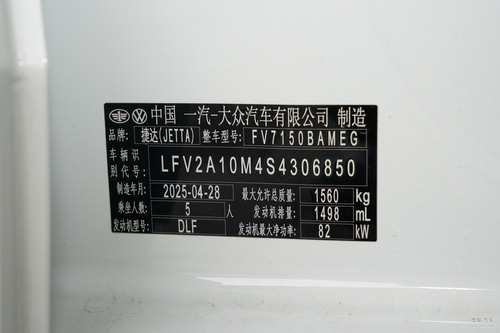 中国 一汽-大众汽车有限公司 制造
品牌: 捷达(JETTA) 整车型号: FV7150BAMEG
车辆识别代号: LFV2A10M4S4306850
制造年月 2025-04-28 最大允许总质量 1560 kg
乘坐人数 5 人 发动机排量 1498 mL
发动机型号 DLF 发动机最大净功率 82 kW